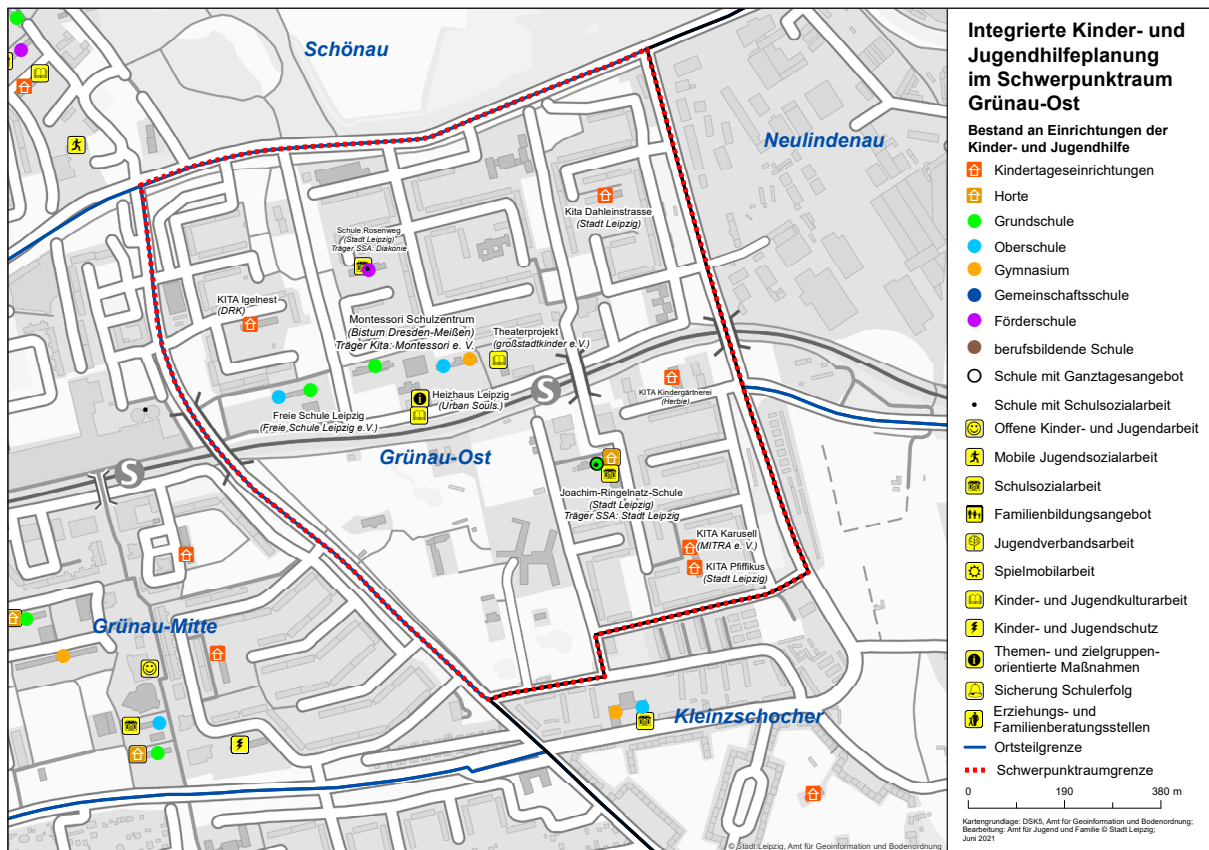 Schönau
Neulindenau
Kita Dahleinstrasse
(Stadt Leipzig)
Schule Rosenweg
(Stadt Leipzig)
Träger SSA: Diakonie
KITA Igelnest
(DRK)
Montessori Schulzentrum
(Bistum Dresden-Meißen)
Träger Kita: Montessori e. V.
Theaterprojekt
(großstadtkinder e.V.)
Heizhaus Leipzig
(Urban Souls.)
KITA Kindergärtnerei
(Herbie)
Freie Schule Leipzig
(Freie Schule Leipzig e.V.)
S
S
Grünau-Ost
Joachim-Ringelnatz-Schule
(Stadt Leipzig)
Träger SSA: Stadt Leipzig
KITA Karusell
(MITRA e. V.)
KITA Pfiffikus
(Stadt Leipzig)
Grünau-Mitte
Kleinzschocher
© Stadt Leipzig, Amt für Geoinformation und Bodenordnung
Integrierte Kinder- und
Jugendhilfeplanung
im Schwerpunktraum
Grünau-Ost
Bestand an Einrichtungen der
Kinder- und Jugendhilfe
Kindertageseinrichtungen
Horte
Grundschule
Oberschule
Gymnasium
Gemeinschaftsschule
Förderschule
berufsbildende Schule
Schule mit Ganztagesangebot
Schule mit Schulsozialarbeit
Offene Kinder- und Jugendarbeit
Mobile Jugendsozialarbeit
Schulsozialarbeit
Familienbildungsangebot
Jugendverbandsarbeit
Spielmobilarbeit
Kinder- und Jugendkulturarbeit
Kinder- und Jugendschutz
Themen- und zielgruppen-
orientierte Maßnahmen
Sicherung Schulerfolg
Erziehungs- und
Familienberatungsstellen
Ortsteilgrenze
Schwerpunktraumgrenze
0 190 380 m
Kartengrundlage: DSK5, Amt für Geoinformation und Bodenordnung;
Bearbeitung: Amt für Jugend und Familie © Stadt Leipzig;
Juni 2021